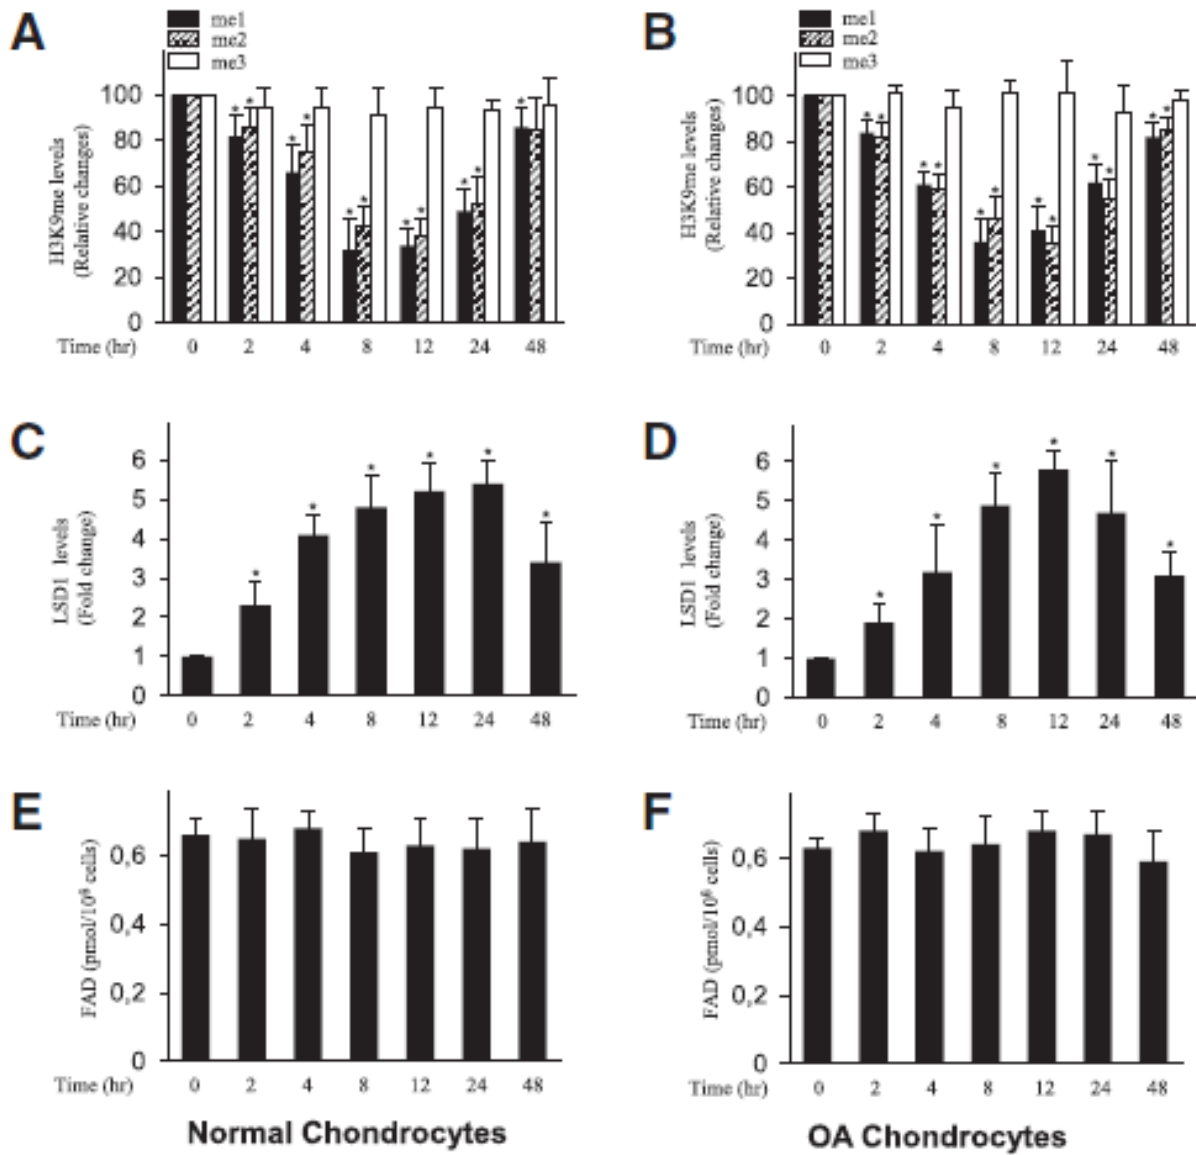 A
me1
me2
me3
H3K9me levels
(Relative changes)
100
80
60
40
20
0
* * * * * * * * * * *
Time (hr) 0 2 4 8 12 24 48
B
me1
me2
me3
H3K9me levels
(Relative changes)
100
80
60
40
20
0
* * * * * * * * * * * *
Time (hr) 0 2 4 8 12 24 48
C
LSD1 levels
(Fold change)
6
5
4
3
2
1
0
* * * * * *
Time (hr) 0 2 4 8 12 24 48
D
LSD1 levels
(Fold change)
6
5
4
3
2
1
0
* * * * * *
Time (hr) 0 2 4 8 12 24 48
E
FAD (pmol/10⁶ cells)
0,6
0,4
0,2
0
Time (hr) 0 2 4 8 12 24 48
Normal Chondrocytes
F
FAD (pmol/10⁶ cells)
0,6
0,4
0,2
0
Time (hr) 0 2 4 8 12 24 48
OA Chondrocytes